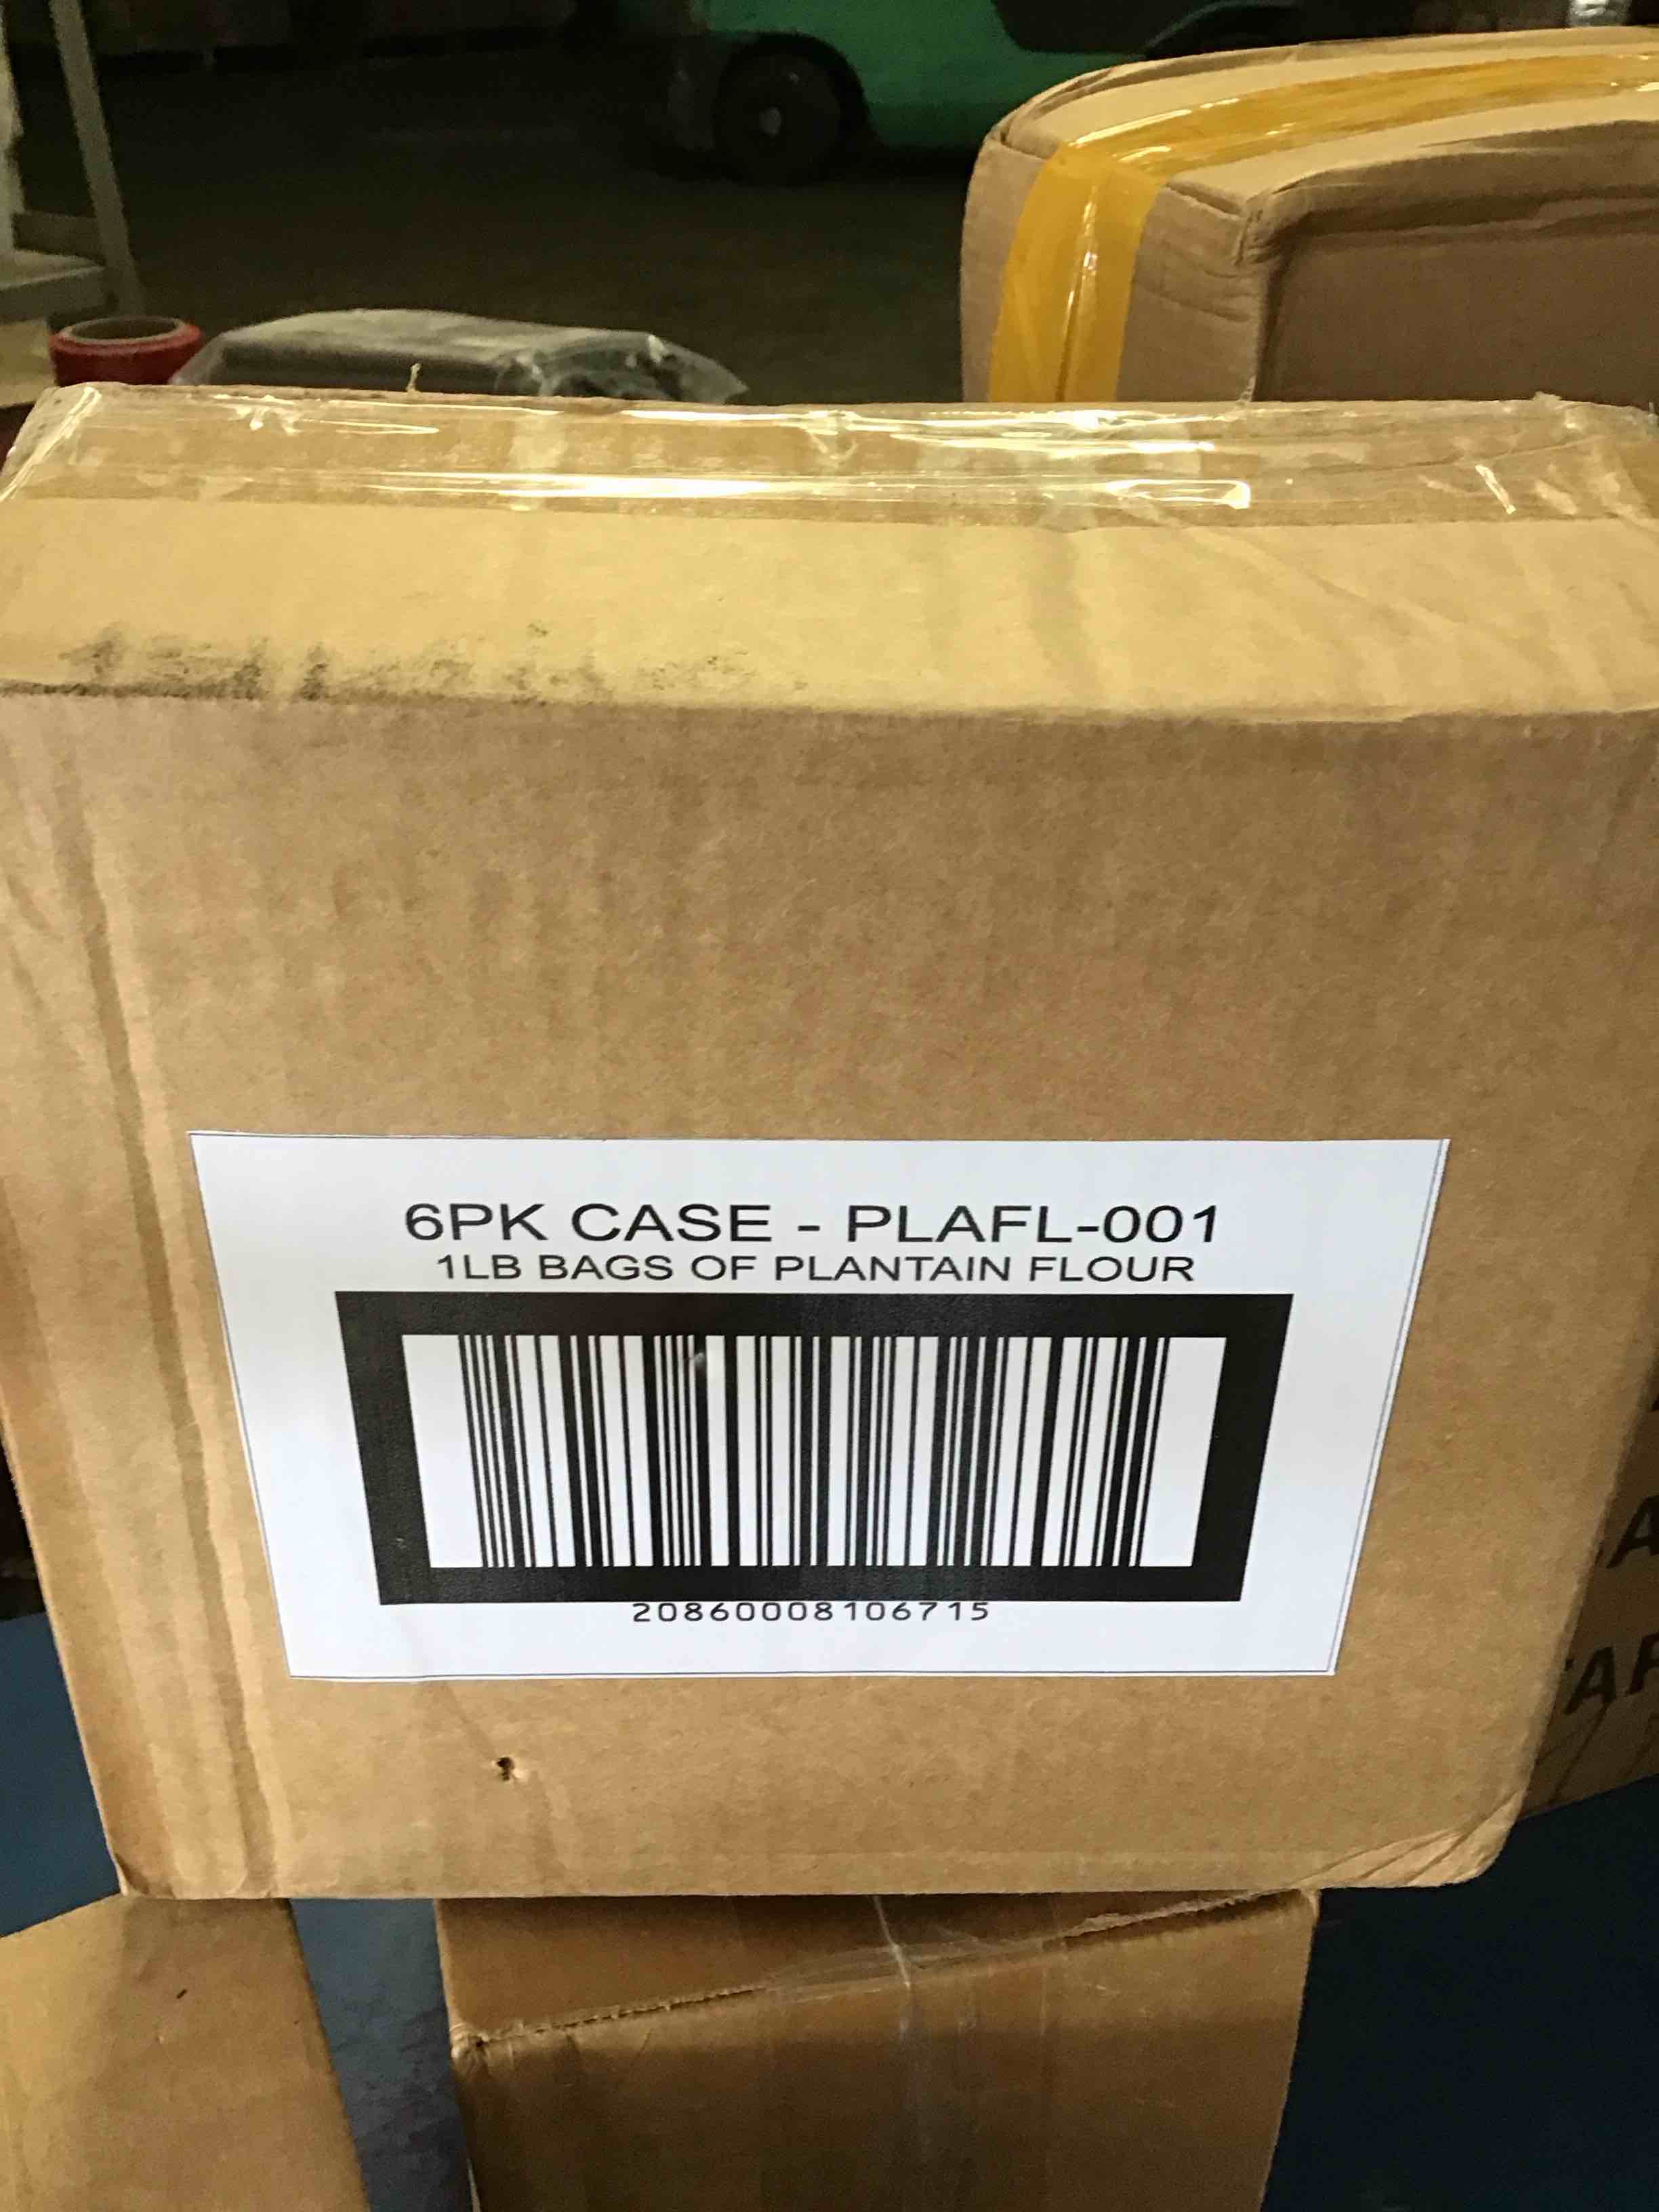 6PK CASE - PLAFL-001
1LB BAGS OF PLANTAIN FLOUR
20860008106715